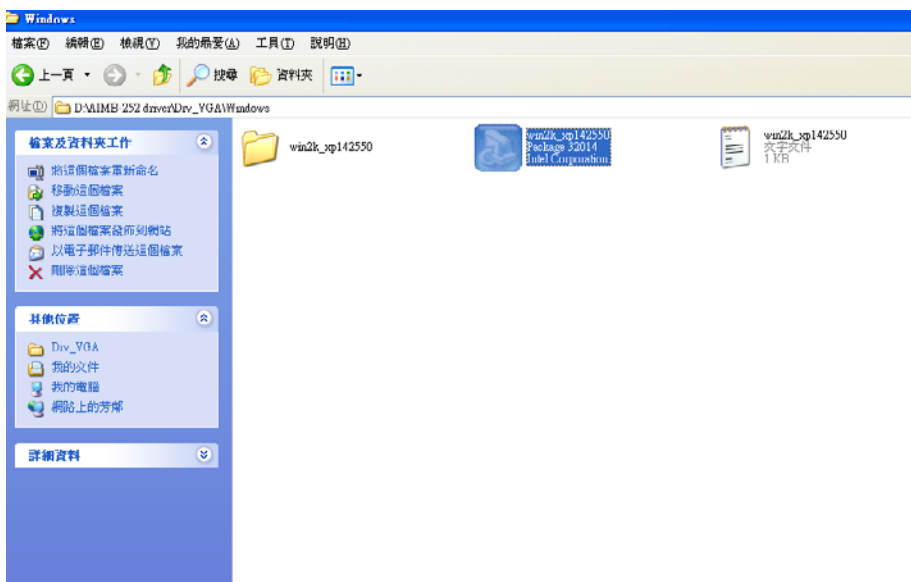 Windows
檔案(F) 編輯(E) 檢視(V) 我的最愛(A) 工具(T) 說明(H)
上一頁 搜尋 資料夾
網址(D) D:\AIMB 252 driver\Drv_VGA\Windows
檔案及資料夾工作
將這個檔案重新命名
移動這個檔案
複製這個檔案
將這個檔案發佈到網站
以電子郵件傳送這個檔案
刪除這個檔案
其他位置
Drv_VGA
我的文件
我的電腦
網路上的芳鄰
詳細資料
win2k_xp142550
win2k_xp142550
Package 32014
Intel Corporation
win2k_xp142550
文字文件
1 KB